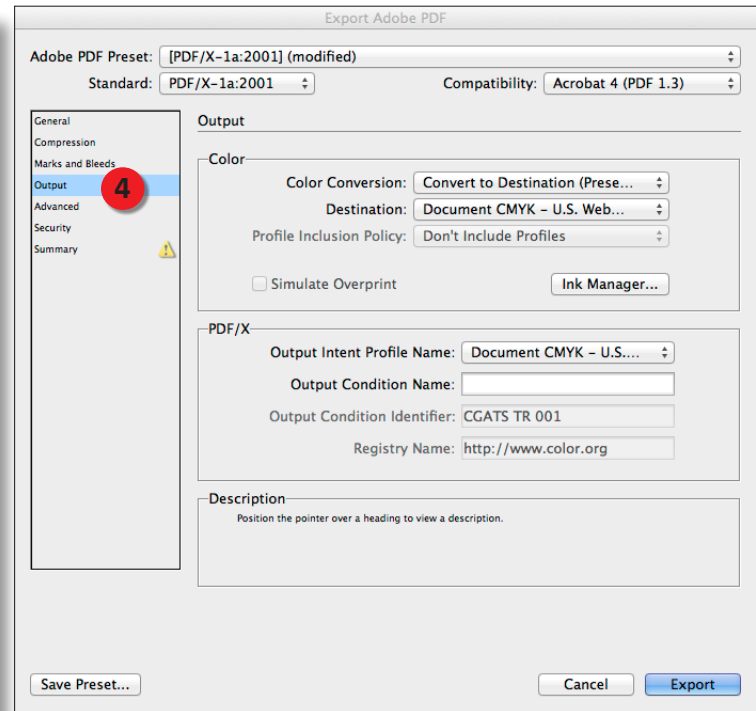 Export Adobe PDF
Adobe PDF Preset: [PDF/X-1a:2001] (modified)
Standard: PDF/X-1a:2001 Compatibility: Acrobat 4 (PDF 1.3)
General
Compression
Marks and Bleeds
Output 4
Advanced
Security
Summary
Output
Color
Color Conversion: Convert to Destination (Prese...
Destination: Document CMYK – U.S. Web...
Profile Inclusion Policy: Don't Include Profiles
Simulate Overprint Ink Manager...
PDF/X
Output Intent Profile Name: Document CMYK – U.S....
Output Condition Name:
Output Condition Identifier: CGATS TR 001
Registry Name: http://www.color.org
Description
Position the pointer over a heading to view a description.
Save Preset... Cancel Export